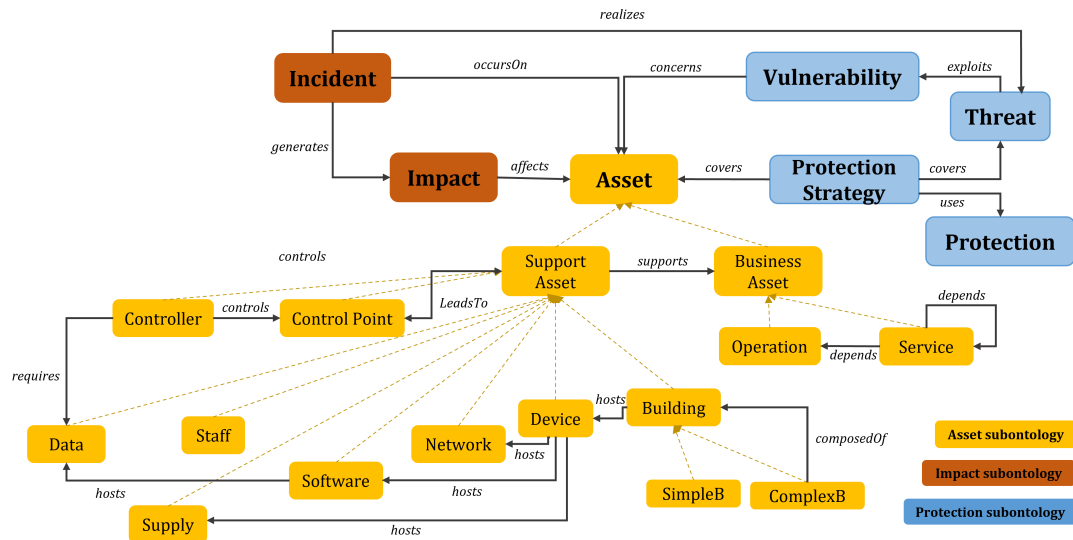 realizes
Incident
occursOn
concerns
Vulnerability
exploits
Threat
generates
Impact
affects
Asset
covers
Protection
Strategy
covers
uses
Protection
controls
Support
Asset
supports
Business
Asset
LeadsTo
depends
Controller
controls
Control Point
Operation
depends
Service
requires
hosts
Building
Device
Data
Staff
Network
hosts
composedOf
Asset subontology
Software
hosts
hosts
SimpleB
ComplexB
Impact subontology
Supply
hosts
Protection subontology